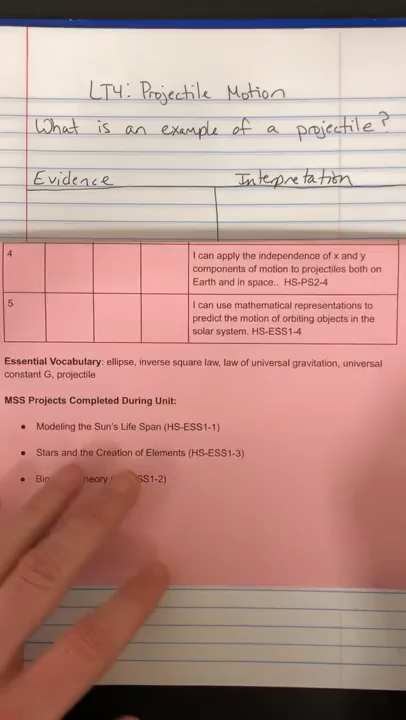 LT4: Projectile Motion
What is an example of a projectile?
Evidence
Interpretation
4
I can apply the independence of x and y
components of motion to projectiles both on
Earth and in space.. HS-PS2-4
5
I can use mathematical representations to
predict the motion of orbiting objects in the
solar system. HS-ESS1-4
Essential Vocabulary: ellipse, inverse square law, law of universal gravitation, universal
constant G, projectile
MSS Projects Completed During Unit:
Modeling the Sun's Life Span (HS-ESS1-1)
Stars and the Creation of Elements (HS-ESS1-3)